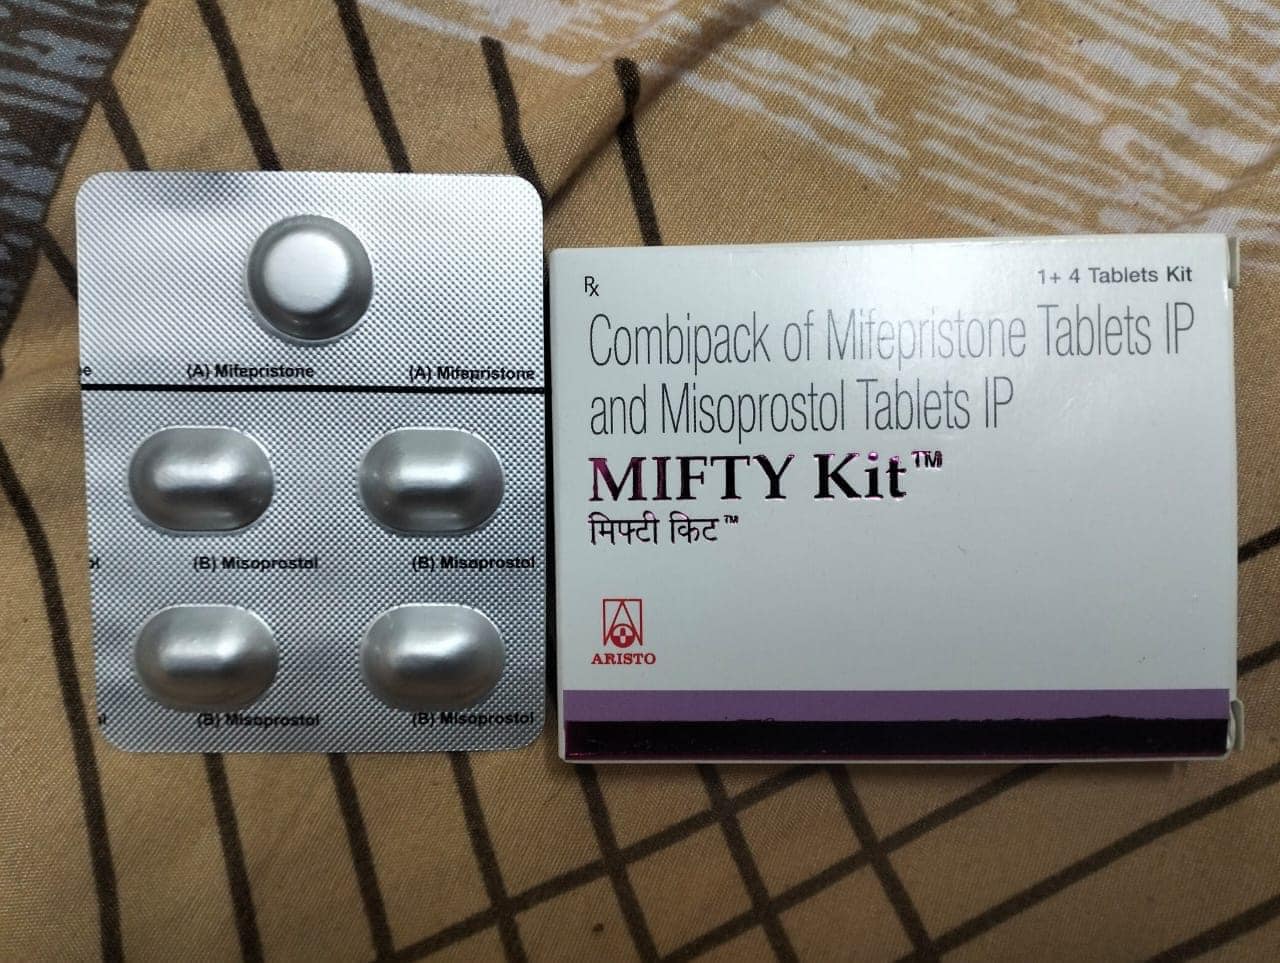 (A) Mifepristone (A) Mifepristone
(B) Misoprostol (B) Misoprostol
(B) Misoprostol (B) Misoprostol
Rx
1+ 4 Tablets Kit
Combipack of Mifepristone Tablets IP
and Misoprostol Tablets IP
MIFTY Kit™
मिफ्टी किट™
ARISTO